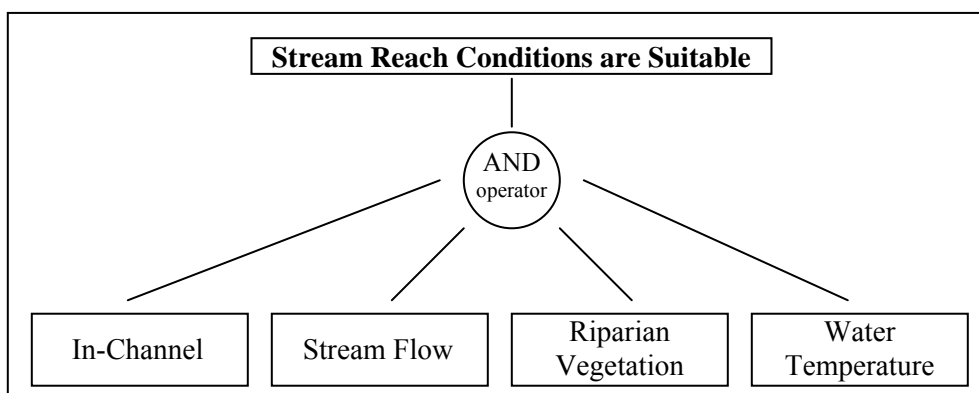 Stream Reach Conditions are Suitable
AND
operator
In-Channel
Stream Flow
Riparian
Vegetation
Water
Temperature